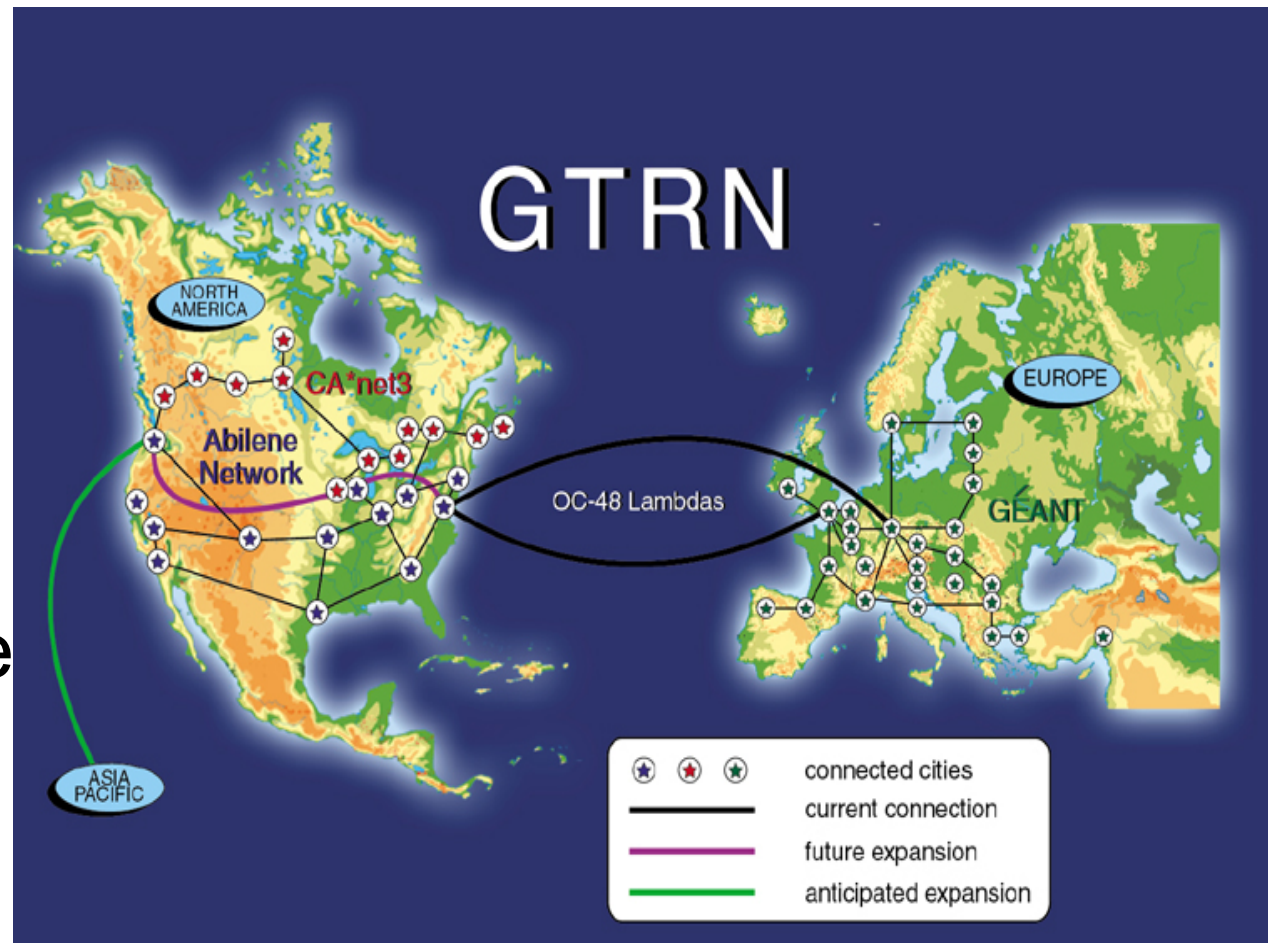 GTRN
NORTH
AMERICA
CA*net3
Abilene
Network
EUROPE
OC-48 Lambdas
GÉANT
e
ASIA
PACIFIC
connected cities
current connection
future expansion
anticipated expansion